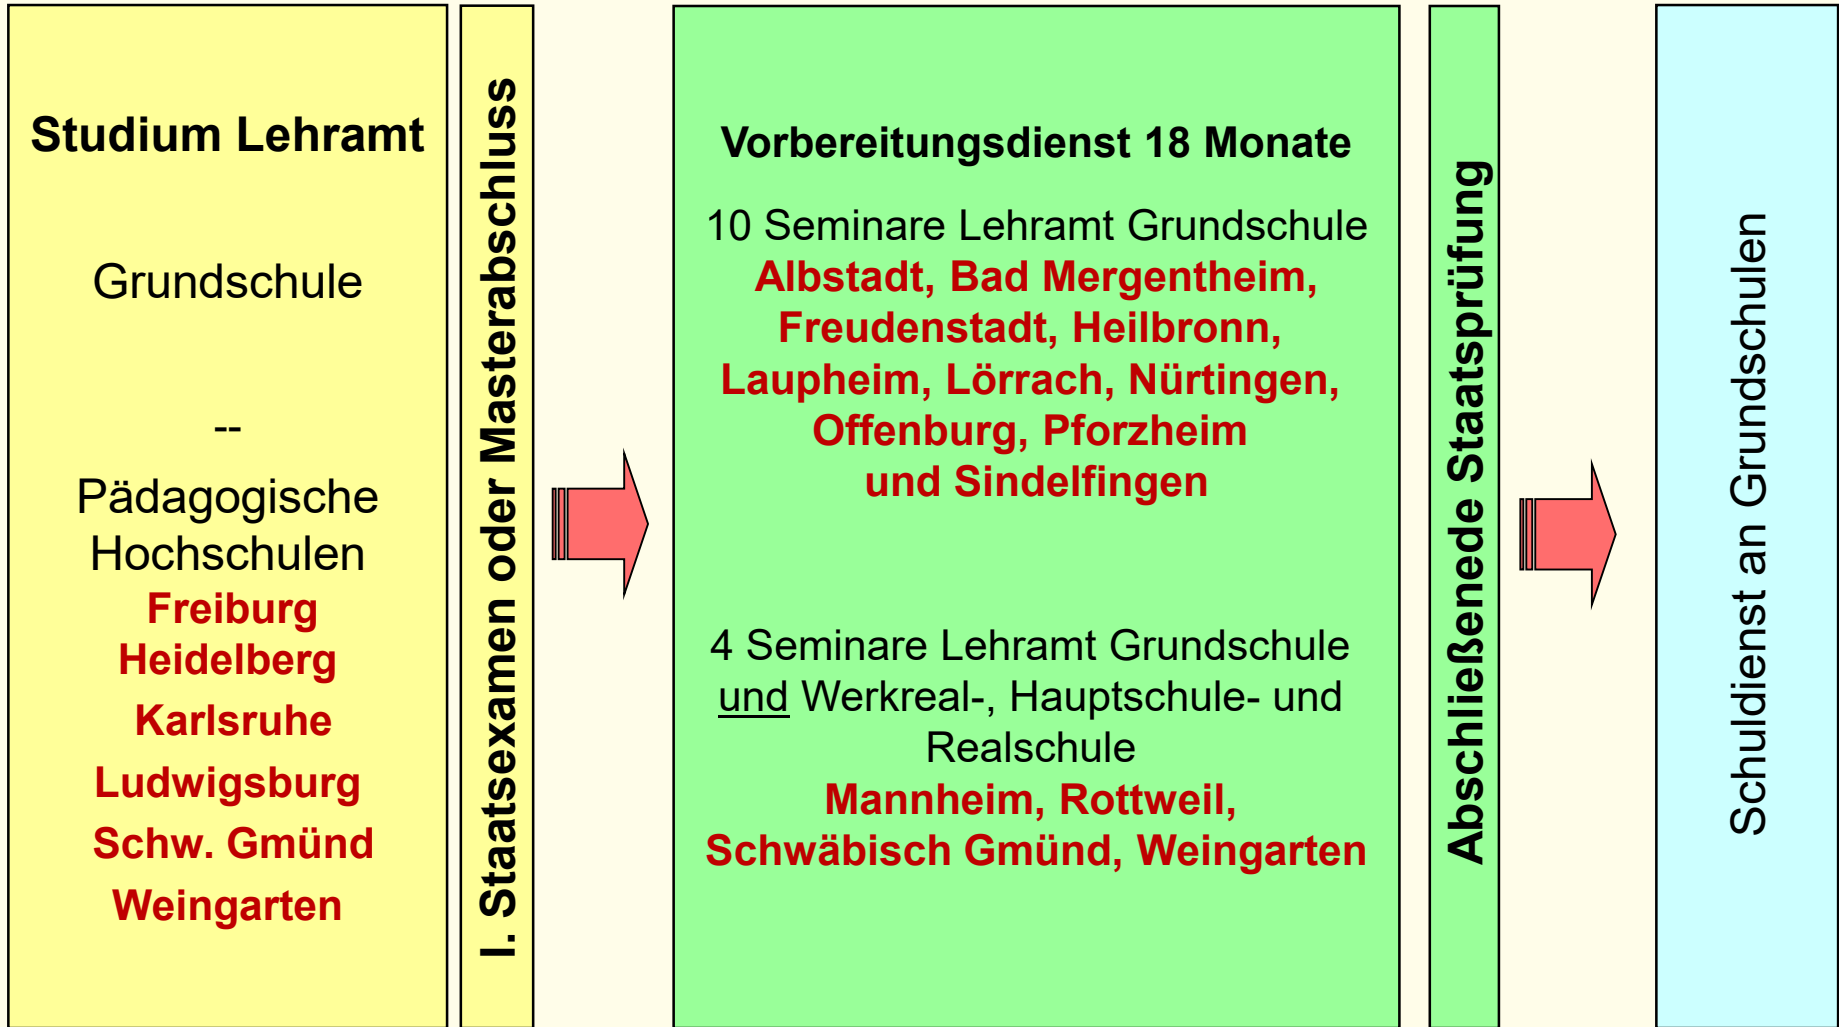 Studium Lehramt
Grundschule
--
Pädagogische
Hochschulen
Freiburg
Heidelberg
Karlsruhe
Ludwigsburg
Schw. Gmünd
Weingarten
I. Staatsexamen oder Masterabschluss
Vorbereitungsdienst 18 Monate
10 Seminare Lehramt Grundschule
Albstadt, Bad Mergentheim,
Freudenstadt, Heilbronn,
Laupheim, Lörrach, Nürtingen,
Offenburg, Pforzheim
und Sindelfingen
4 Seminare Lehramt Grundschule
und Werkreal-, Hauptschule- und
Realschule
Mannheim, Rottweil,
Schwäbisch Gmünd, Weingarten
Abschließenede Staatsprüfung
Schuldienst an Grundschulen